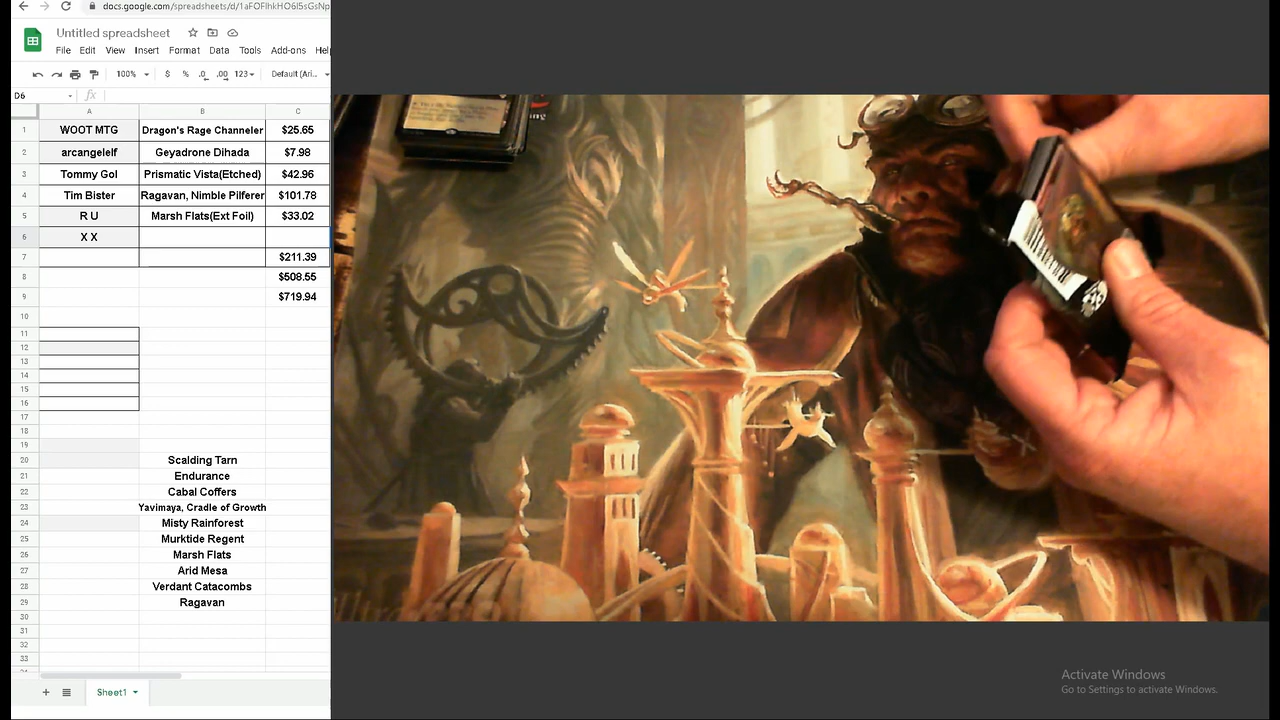 docs.google.com/spreadsheets/d/1aFOFlhkHO6l5sGsNp
Untitled spreadsheet
File Edit View Insert Format Data Tools Add-ons Hel
100% $ % .0 .00 123 Default (Ari...
D6 fx
A B C
1 WOOT MTG Dragon's Rage Channeler $25.65
2 arcangelelf Geyadrone Dihada $7.98
3 Tommy Gol Prismatic Vista(Etched) $42.96
4 Tim Bister Ragavan, Nimble Pilferer $101.78
5 R U Marsh Flats(Ext Foil) $33.02
6 X X
7 $211.39
8 $508.55
9 $719.94
10
11
12
13
14
15
16
17
18
19
20 Scalding Tarn
21 Endurance
22 Cabal Coffers
23 Yavimaya, Cradle of Growth
24 Misty Rainforest
25 Murktide Regent
26 Marsh Flats
27 Arid Mesa
28 Verdant Catacombs
29 Ragavan
30
31
32
33
Sheet1
Activate Windows
Go to Settings to activate Windows.